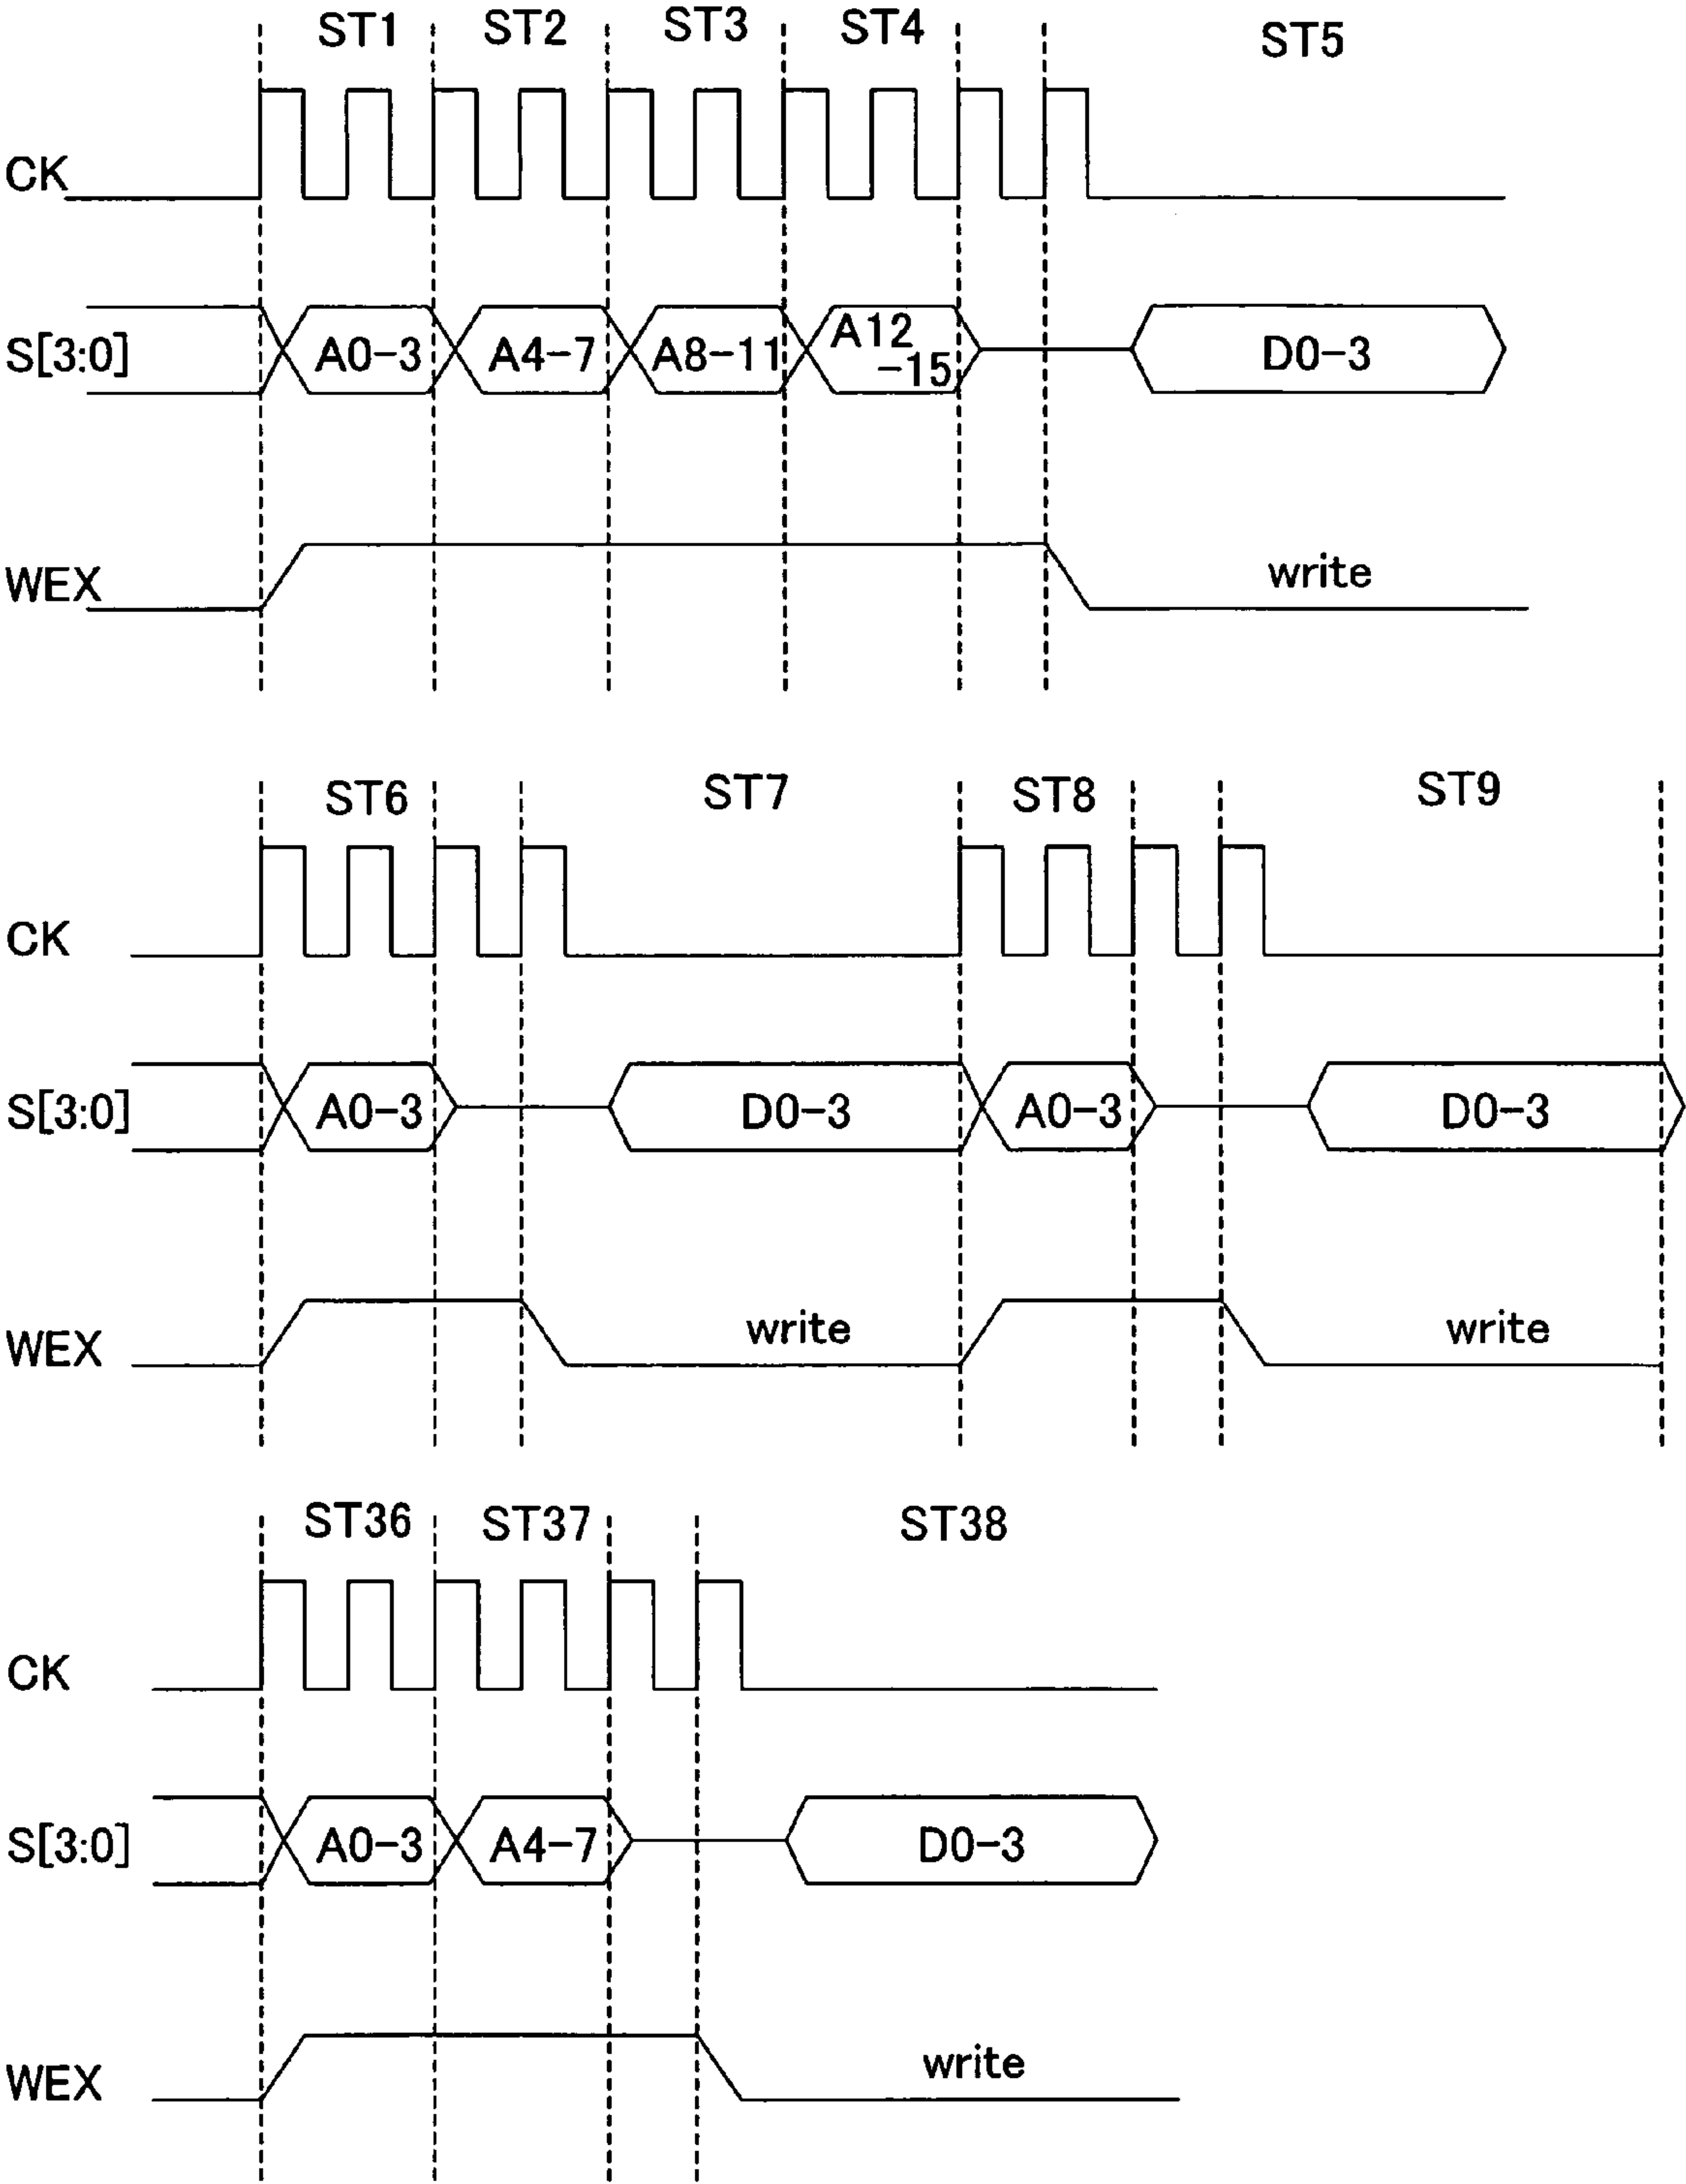 ST1 ST2 ST3 ST4 ST5
CK
S[3:0] A0-3 A4-7 A8-11 A12
-15 D0-3
WEX write
ST6 ST7 ST8 ST9
CK
S[3:0] A0-3 D0-3 A0-3 D0-3
WEX write write
ST36 ST37 ST38
CK
S[3:0] A0-3 A4-7 D0-3
WEX write